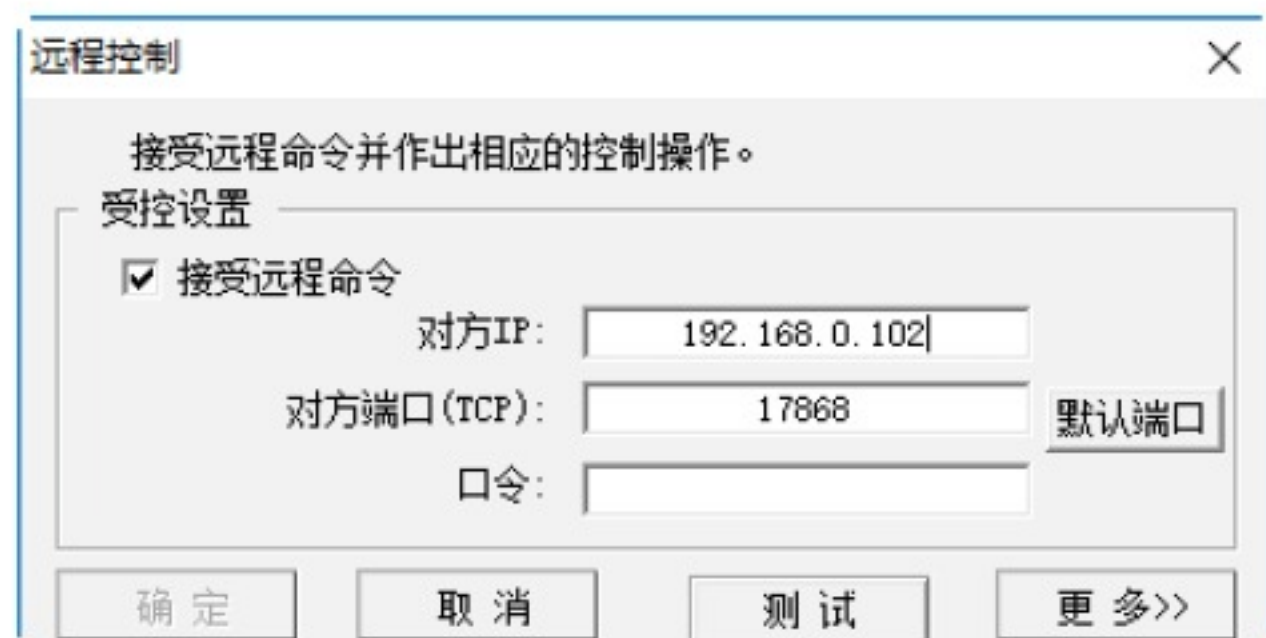 远程控制
接受远程命令并作出相应的控制操作。
受控设置
接受远程命令
对方IP: 192.168.0.102
对方端口(TCP): 17868 默认端口
口令:
确 定 取 消 测 试 更 多>>